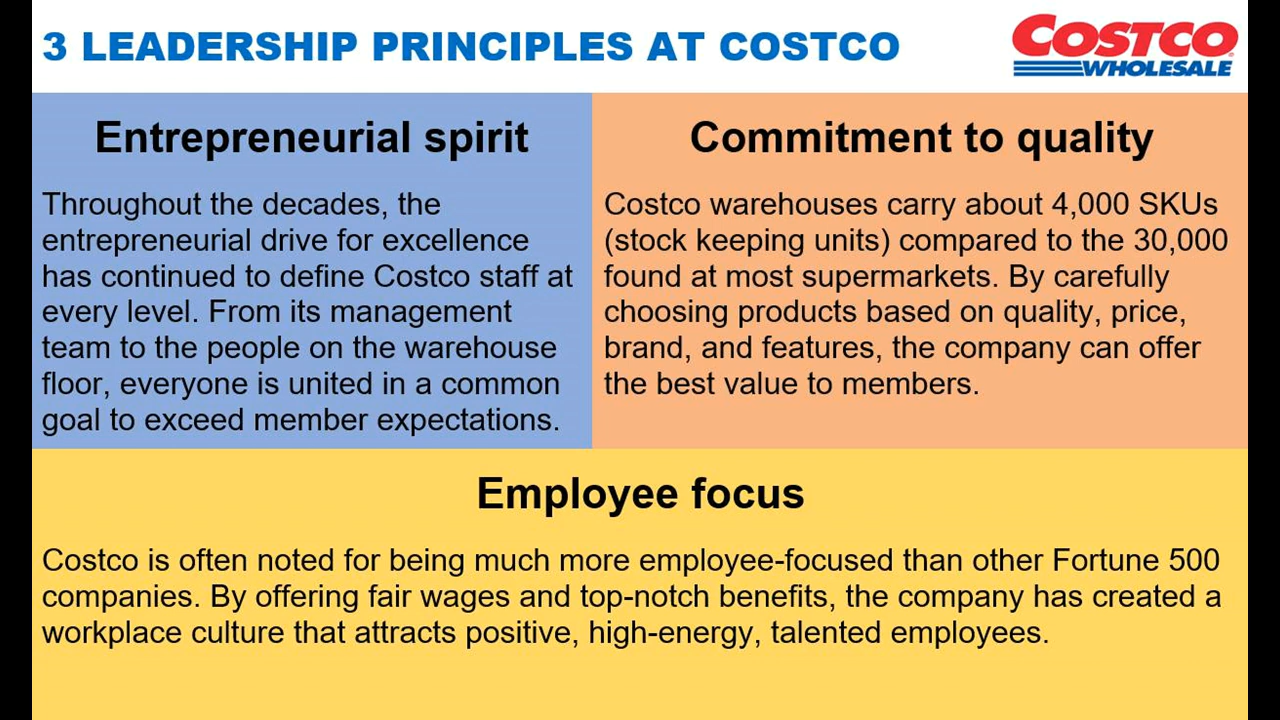 3 LEADERSHIP PRINCIPLES AT COSTCO
COSTCO
WHOLESALE
Entrepreneurial spirit
Throughout the decades, the
entrepreneurial drive for excellence
has continued to define Costco staff at
every level. From its management
team to the people on the warehouse
floor, everyone is united in a common
goal to exceed member expectations.
Commitment to quality
Costco warehouses carry about 4,000 SKUs
(stock keeping units) compared to the 30,000
found at most supermarkets. By carefully
choosing products based on quality, price,
brand, and features, the company can offer
the best value to members.
Employee focus
Costco is often noted for being much more employee-focused than other Fortune 500
companies. By offering fair wages and top-notch benefits, the company has created a
workplace culture that attracts positive, high-energy, talented employees.